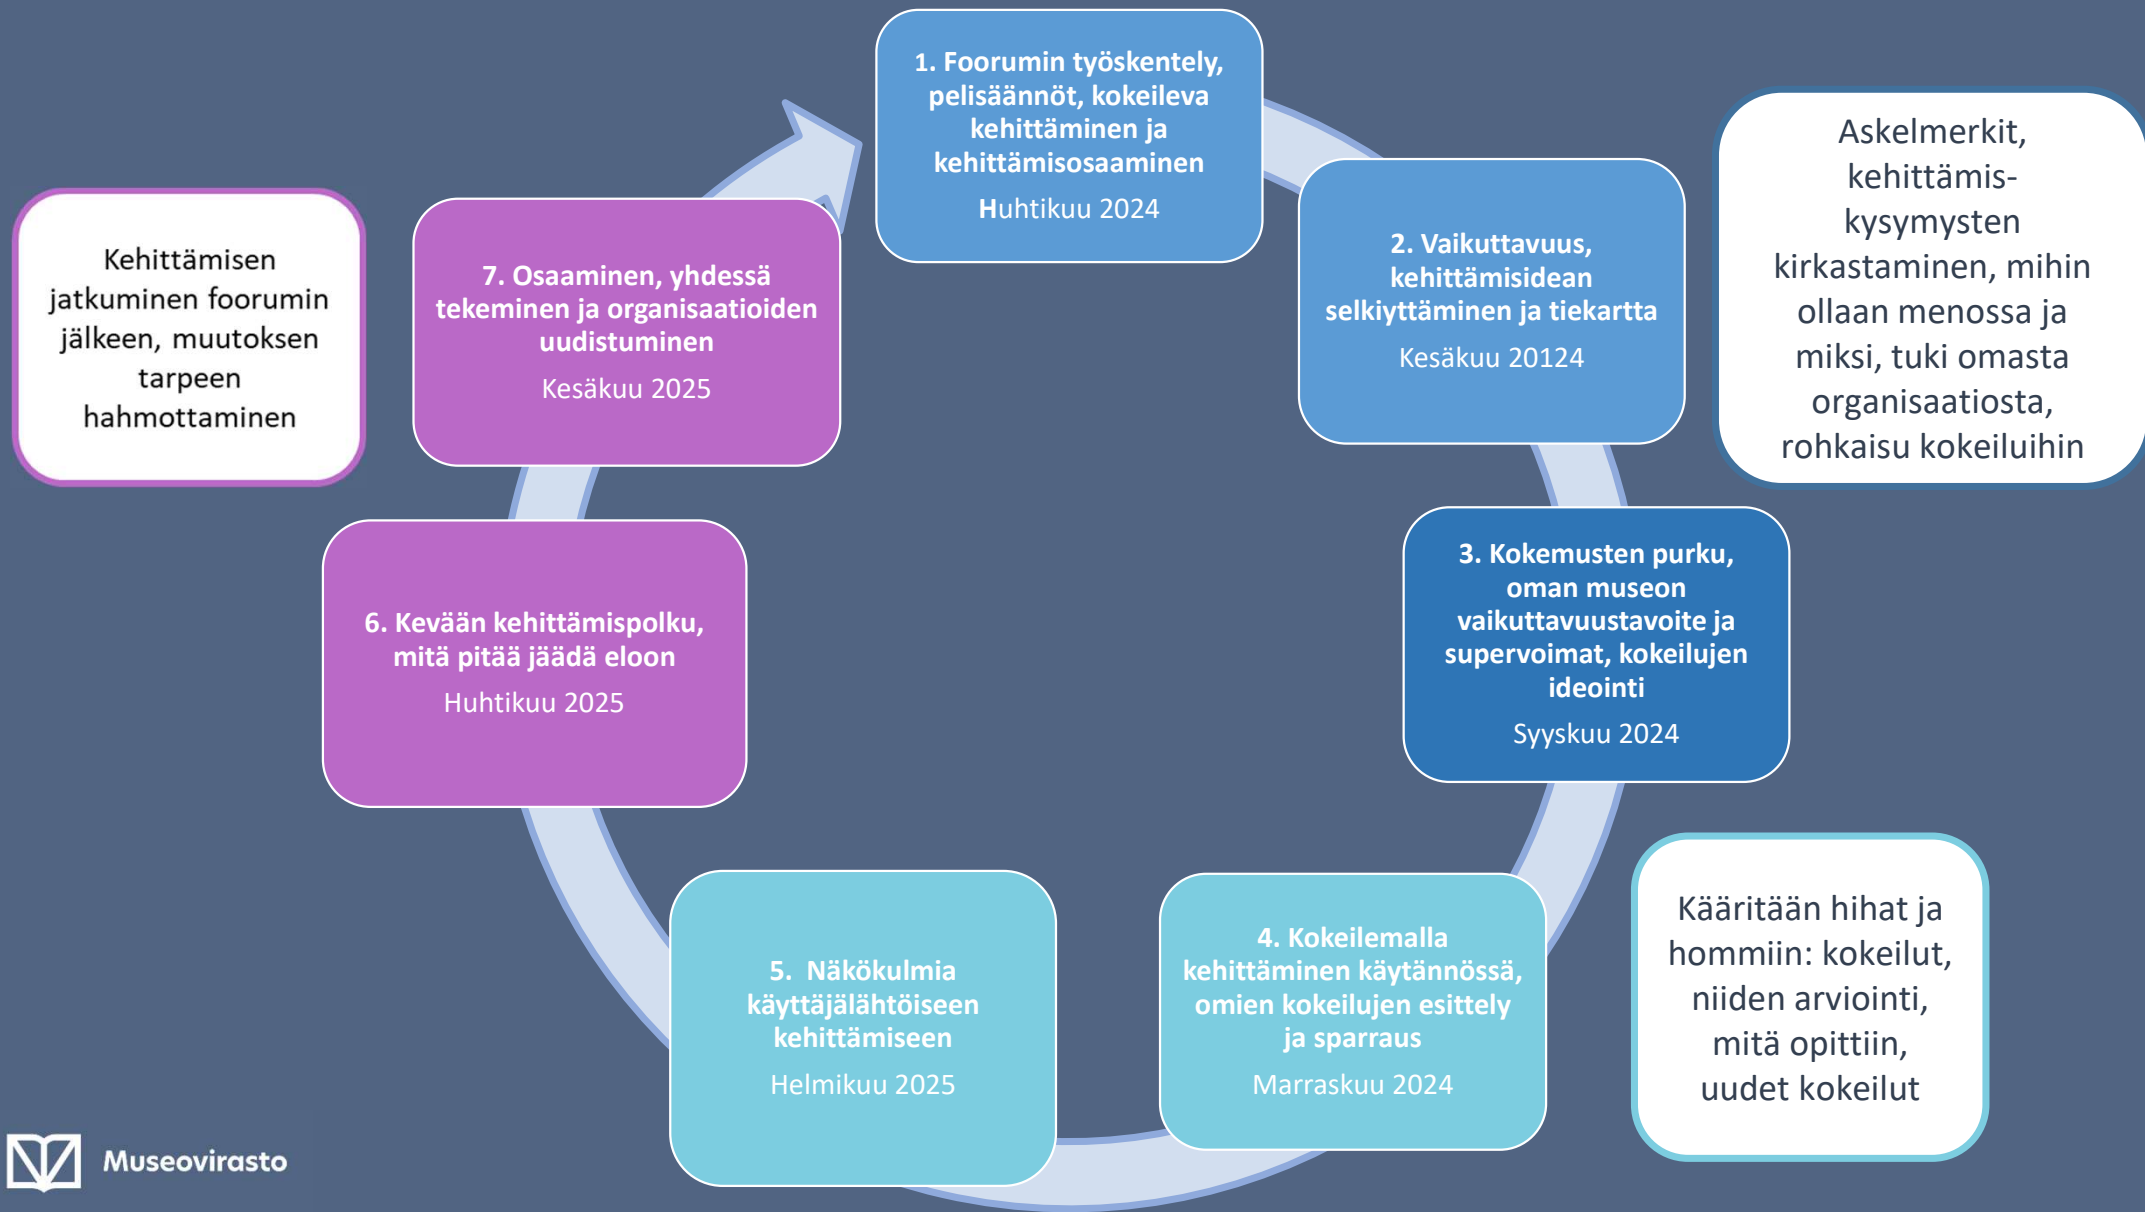 1. Foorumin työskentely,
pelisäännöt, kokeileva
kehittäminen ja
kehittämisosaaminen
Huhtikuu 2024
2. Vaikuttavuus,
kehittämisidean
selkiyttäminen ja tiekartta
Kesäkuu 20124
Askelmerkit,
kehittämis-
kysymysten
kirkastaminen, mihin
ollaan menossa ja
miksi, tuki omasta
organisaatiosta,
rohkaisu kokeiluihin
3. Kokemusten purku,
oman museon
vaikuttavuustavoite ja
supervoimat, kokeilujen
ideointi
Syyskuu 2024
4. Kokeilemalla
kehittäminen käytännössä,
omien kokeilujen esittely
ja sparraus
Marraskuu 2024
Kääritään hihat ja
hommiin: kokeilut,
niiden arviointi,
mitä opittiin,
uudet kokeilut
5. Näkökulmia
käyttäjälähtöiseen
kehittämiseen
Helmikuu 2025
6. Kevään kehittämispolku,
mitä pitää jäädä eloon
Huhtikuu 2025
7. Osaaminen, yhdessä
tekeminen ja organisaatioiden
uudistuminen
Kesäkuu 2025
Kehittämisen
jatkuminen foorumin
jälkeen, muutoksen
tarpeen
hahmottaminen
Museovirasto